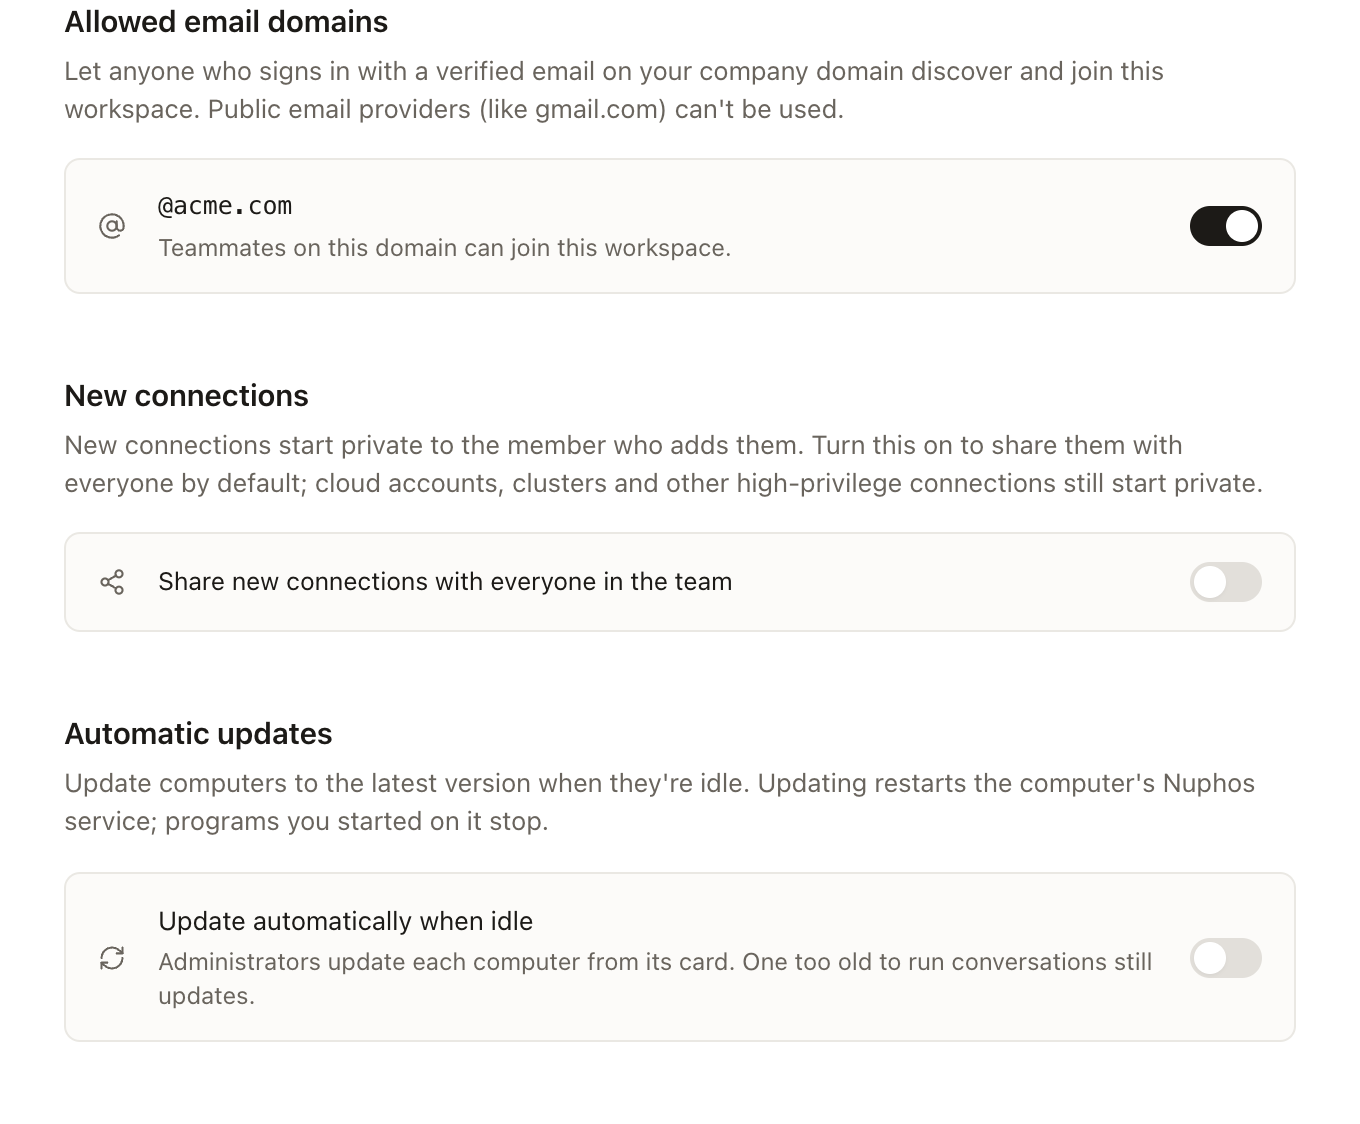 Allowed email domains
Let anyone who signs in with a verified email on your company domain discover and join this
workspace. Public email providers (like gmail.com) can't be used.
@acme.com
Teammates on this domain can join this workspace.
New connections
New connections start private to the member who adds them. Turn this on to share them with
everyone by default; cloud accounts, clusters and other high-privilege connections still start private.
Share new connections with everyone in the team
Automatic updates
Update computers to the latest version when they're idle. Updating restarts the computer's Nuphos
service; programs you started on it stop.
Update automatically when idle
Administrators update each computer from its card. One too old to run conversations still
updates.